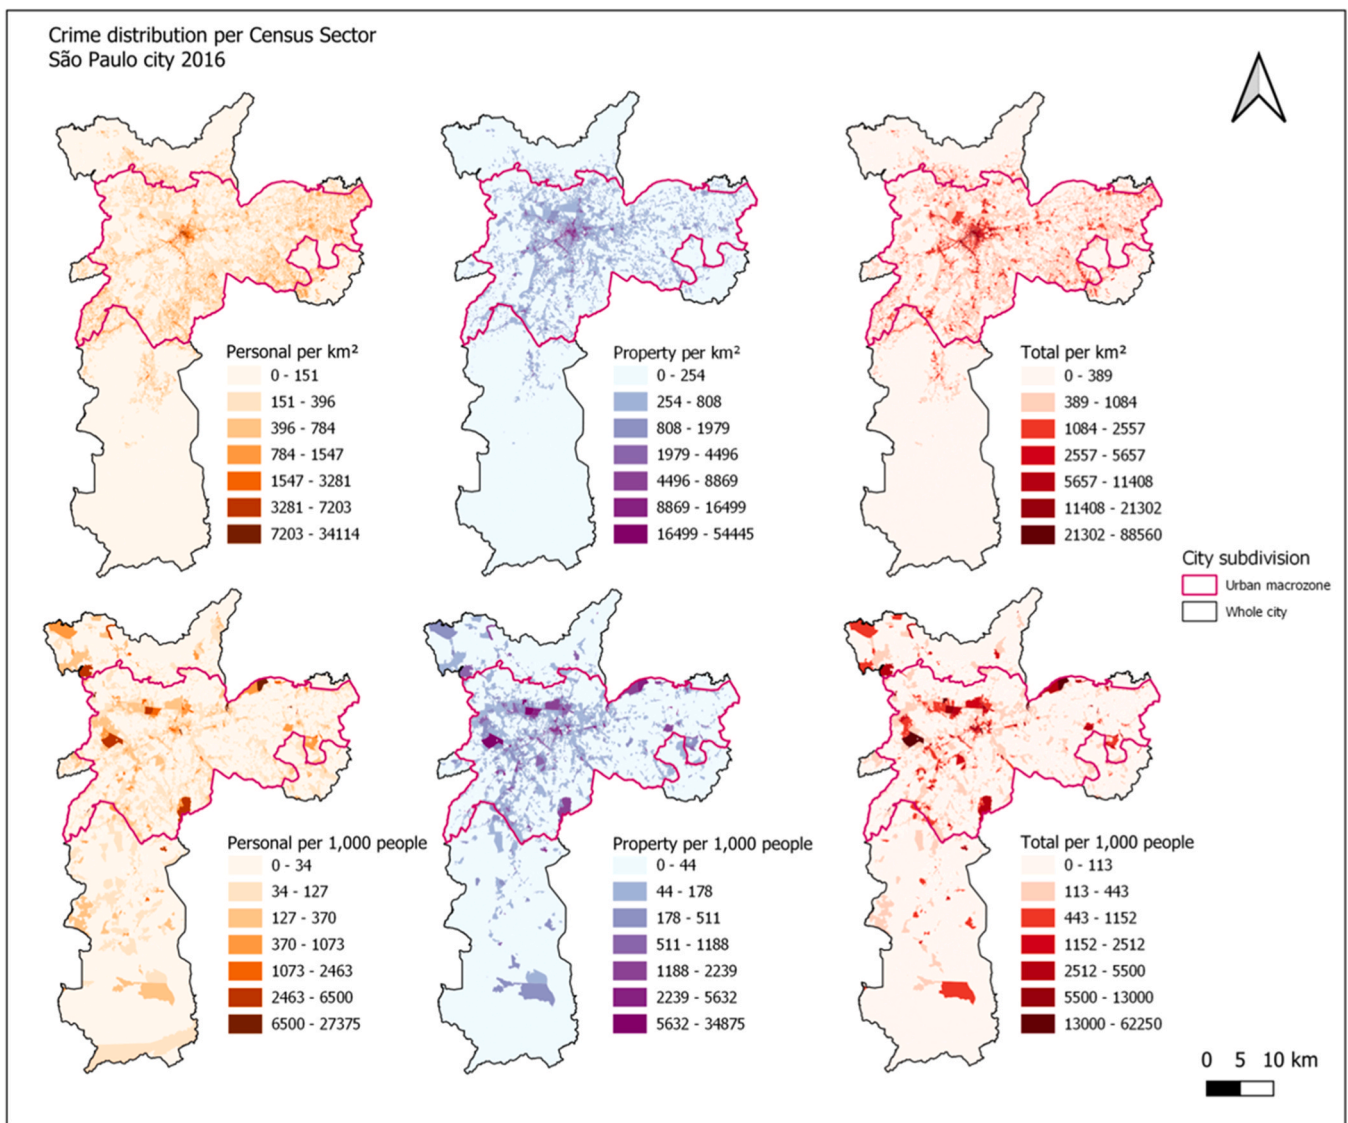 Crime distribution per Census Sector
São Paulo city 2016
Personal per km²
0 - 151
151 - 396
396 - 784
784 - 1547
1547 - 3281
3281 - 7203
7203 - 34114
Property per km²
0 - 254
254 - 808
808 - 1979
1979 - 4496
4496 - 8869
8869 - 16499
16499 - 54445
Total per km²
0 - 389
389 - 1084
1084 - 2557
2557 - 5657
5657 - 11408
11408 - 21302
21302 - 88560
City subdivision
Urban macrozone
Whole city
Personal per 1,000 people
0 - 34
34 - 127
127 - 370
370 - 1073
1073 - 2463
2463 - 6500
6500 - 27375
Property per 1,000 people
0 - 44
44 - 178
178 - 511
511 - 1188
1188 - 2239
2239 - 5632
5632 - 34875
Total per 1,000 people
0 - 113
113 - 443
443 - 1152
1152 - 2512
2512 - 5500
5500 - 13000
13000 - 62250
0 5 10 km